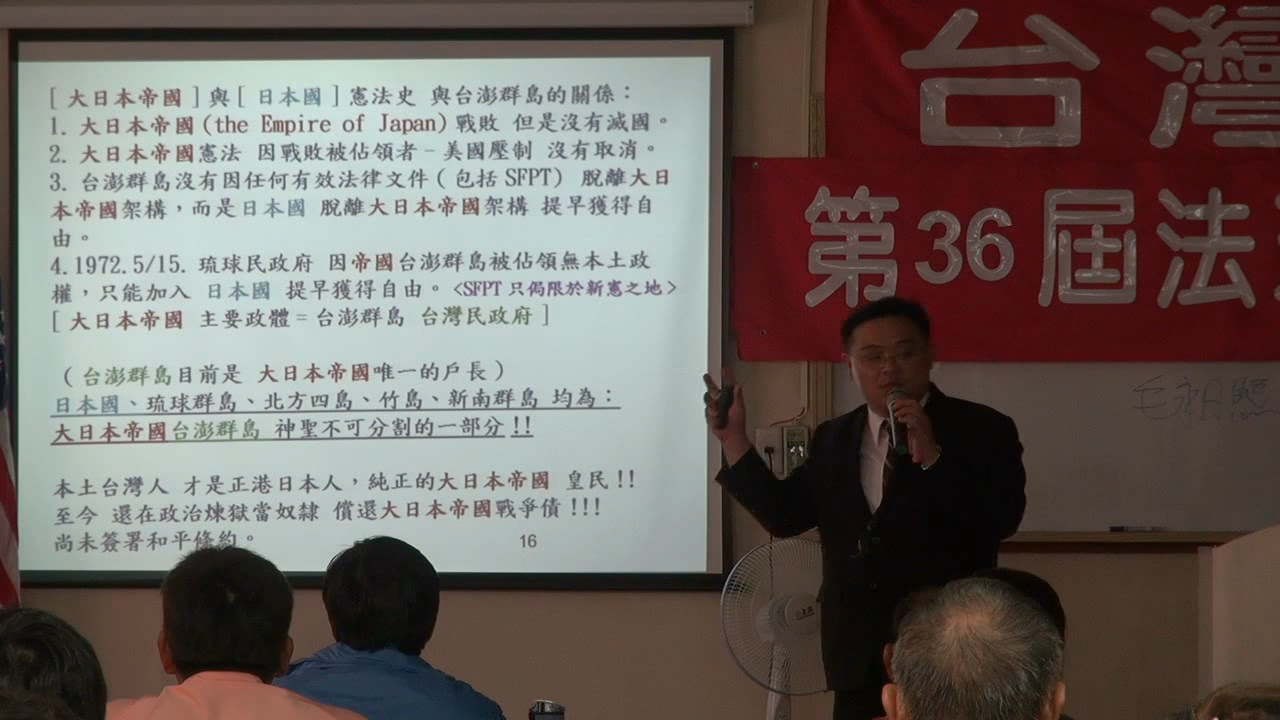 [ 大日本帝國 ] 與 [ 日本國 ] 憲法史 與台澎群島的關係：
1. 大日本帝國 (the Empire of Japan) 戰敗 但是沒有滅國。
2. 大日本帝國憲法 因戰敗被佔領者－美國壓制 沒有取消。
3. 台澎群島沒有因任何有效法律文件 ( 包括 SFPT) 脫離大日
本帝國架構，而是日本國 脫離大日本帝國架構 提早獲得自
由。
4.1972.5/15. 琉球民政府 因帝國台澎群島被佔領無本土政
權，只能加入 日本國 提早獲得自由。<SFPT 只侷限於新憲之地>
[ 大日本帝國 主要政體 = 台澎群島 台灣民政府 ]
( 台澎群島目前是 大日本帝國唯一的戶長 )
日本國、琉球群島、北方四島、竹島、新南群島 均為：
大日本帝國台澎群島 神聖不可分割的一部分 !!
本土台灣人 才是正港日本人，純正的大日本帝國 皇民 !!
至今 還在政治煉獄當奴隸 償還大日本帝國戰爭債 !!!
尚未簽署和平條約。
16
台灣
第36屆法